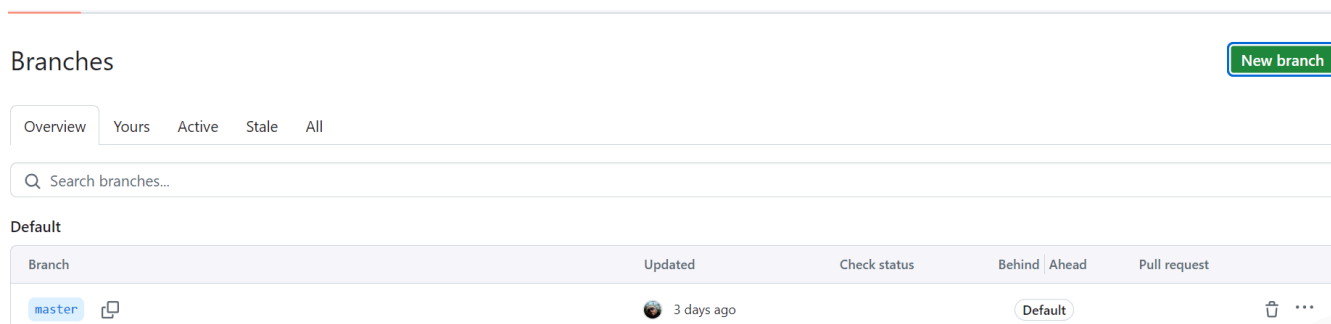 Branches
New branch
Overview Yours Active Stale All
Search branches...
Default
Branch Updated Check status Behind Ahead Pull request
master 3 days ago Default